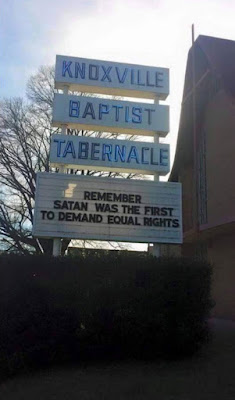 KNOXVILLE
BAPTIST
TABERNACLE
REMEMBER
SATAN WAS THE FIRST
TO DEMAND EQUAL RIGHTS